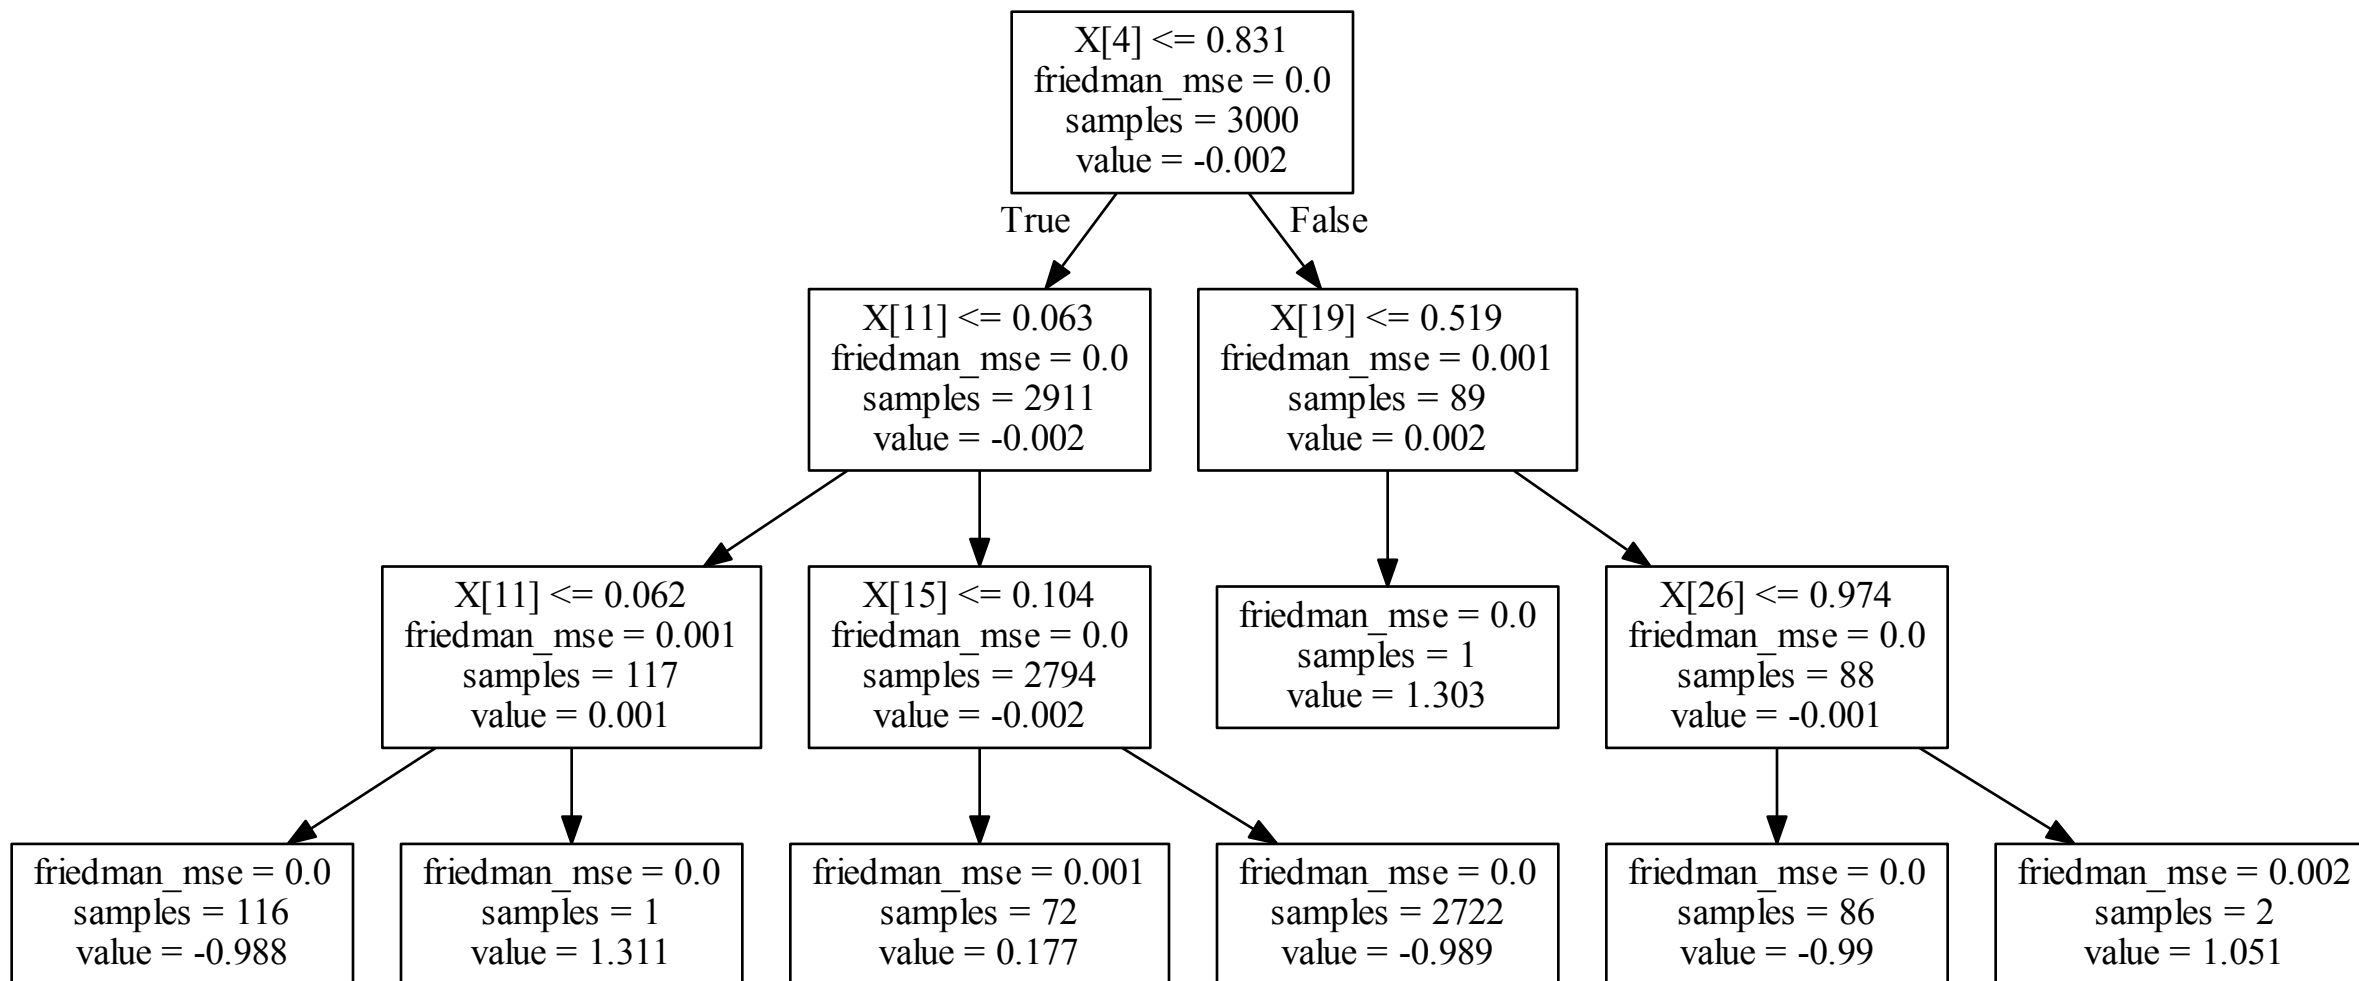 X[4] <= 0.831
friedman_mse = 0.0
samples = 3000
value = -0.002
True
False
X[11] <= 0.063
friedman_mse = 0.0
samples = 2911
value = -0.002
X[19] <= 0.519
friedman_mse = 0.001
samples = 89
value = 0.002
X[11] <= 0.062
friedman_mse = 0.001
samples = 117
value = 0.001
X[15] <= 0.104
friedman_mse = 0.0
samples = 2794
value = -0.002
friedman_mse = 0.0
samples = 1
value = 1.303
X[26] <= 0.974
friedman_mse = 0.0
samples = 88
value = -0.001
friedman_mse = 0.0
samples = 116
value = -0.988
friedman_mse = 0.0
samples = 1
value = 1.311
friedman_mse = 0.001
samples = 72
value = 0.177
friedman_mse = 0.0
samples = 2722
value = -0.989
friedman_mse = 0.0
samples = 86
value = -0.99
friedman_mse = 0.002
samples = 2
value = 1.051